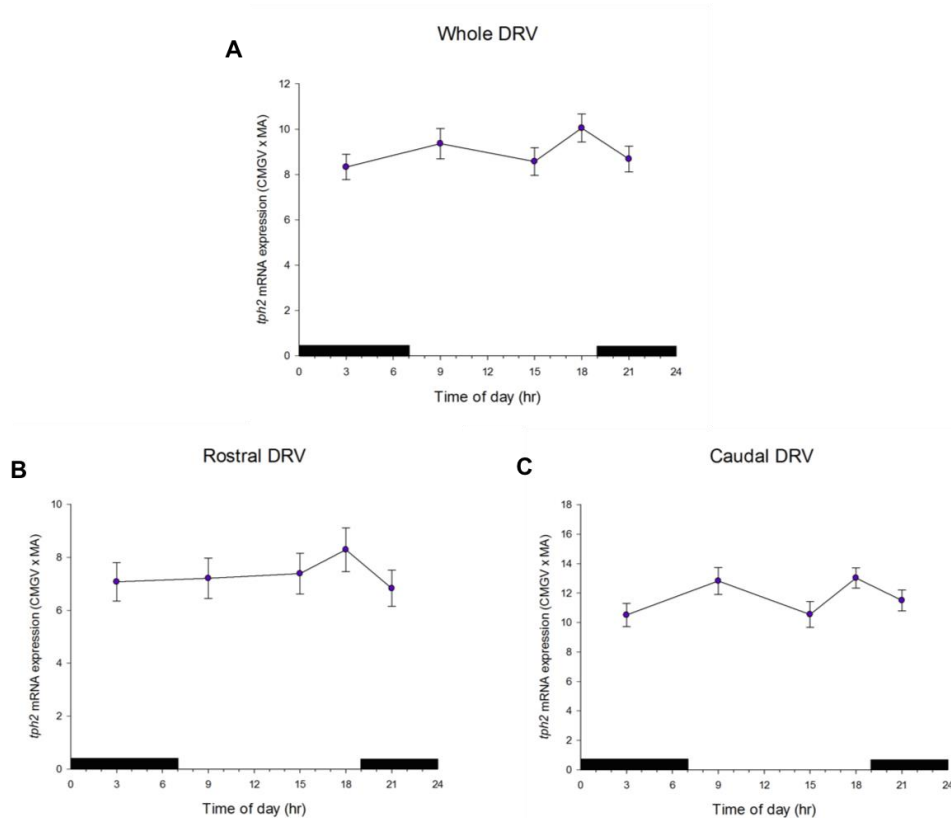 A
Whole DRV
tph2 mRNA expression (CMGV x MA)
12
10
8
6
4
2
0
0 3 6 9 12 15 18 21 24
Time of day (hr)
B
Rostral DRV
tph2 mRNA expression (CMGV x MA)
10
8
6
4
2
0
0 3 6 9 12 15 18 21 24
Time of day (hr)
C
Caudal DRV
tph2 mRNA expression (CMGV x MA)
18
16
14
12
10
8
6
4
2
0
0 3 6 9 12 15 18 21 24
Time of day (hr)